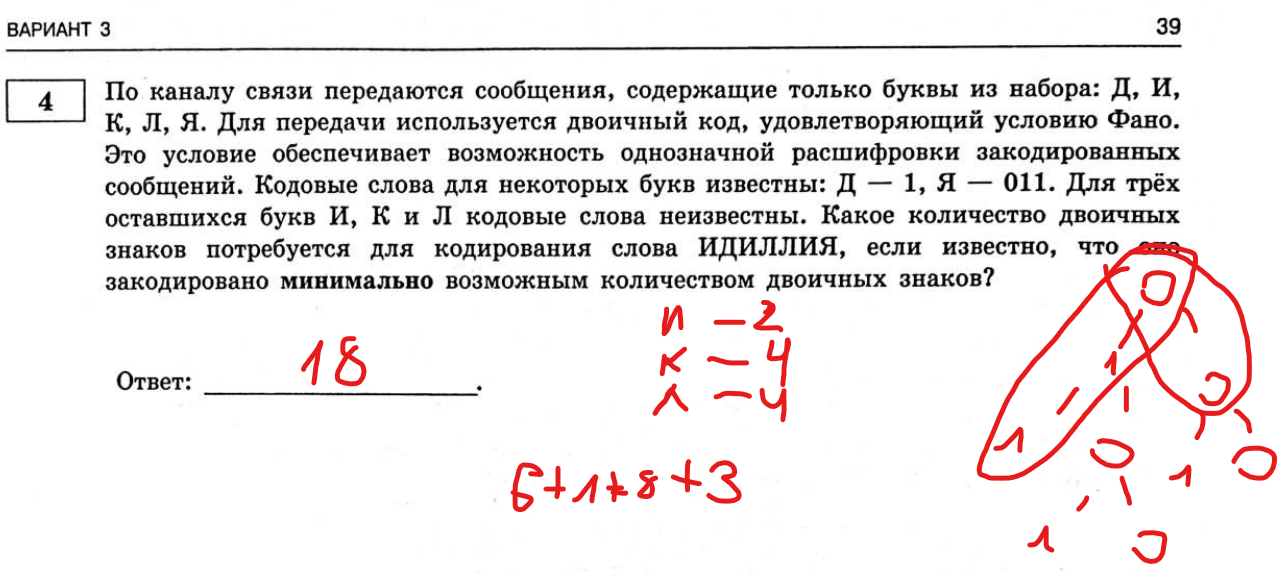 ВАРИАНТ 3 39
4 По каналу связи передаются сообщения, содержащие только буквы из набора: Д, И,
К, Л, Я. Для передачи используется двоичный код, удовлетворяющий условию Фано.
Это условие обеспечивает возможность однозначной расшифровки закодированных
сообщений. Кодовые слова для некоторых букв известны: Д — 1, Я — 011. Для трёх
оставшихся букв И, К и Л кодовые слова неизвестны. Какое количество двоичных
знаков потребуется для кодирования слова ИДИЛЛИЯ, если известно, что оно
закодировано минимально возможным количеством двоичных знаков?
И – 2
К – 4
Л – 4
Ответ: 18.
6+1+8+3
0
1 0
1 0 1 0
1 0